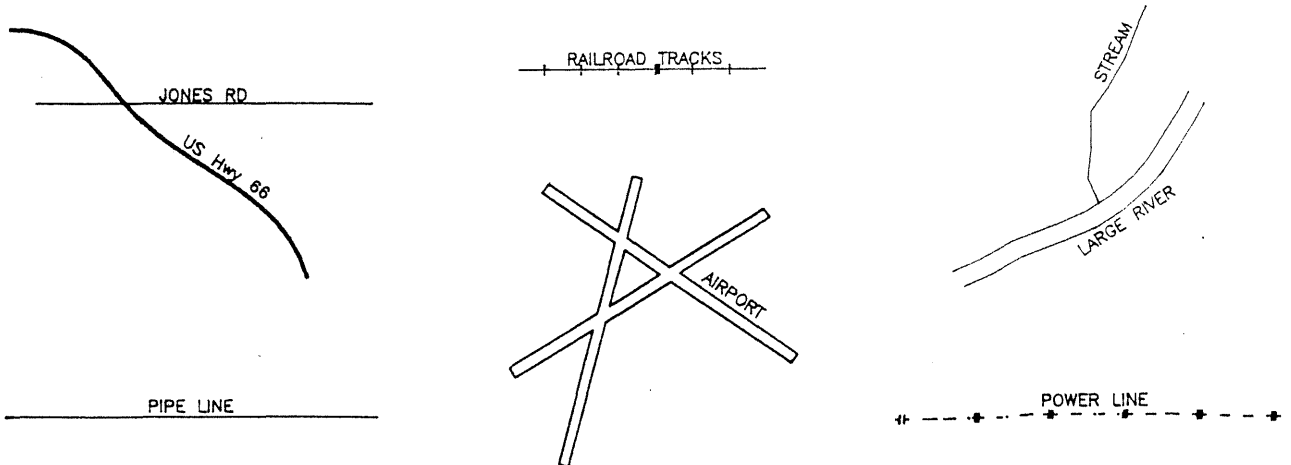 JONES RD
US Hwy 66
RAILROAD TRACKS
STREAM
LARGE RIVER
AIRPORT
PIPE LINE
POWER LINE